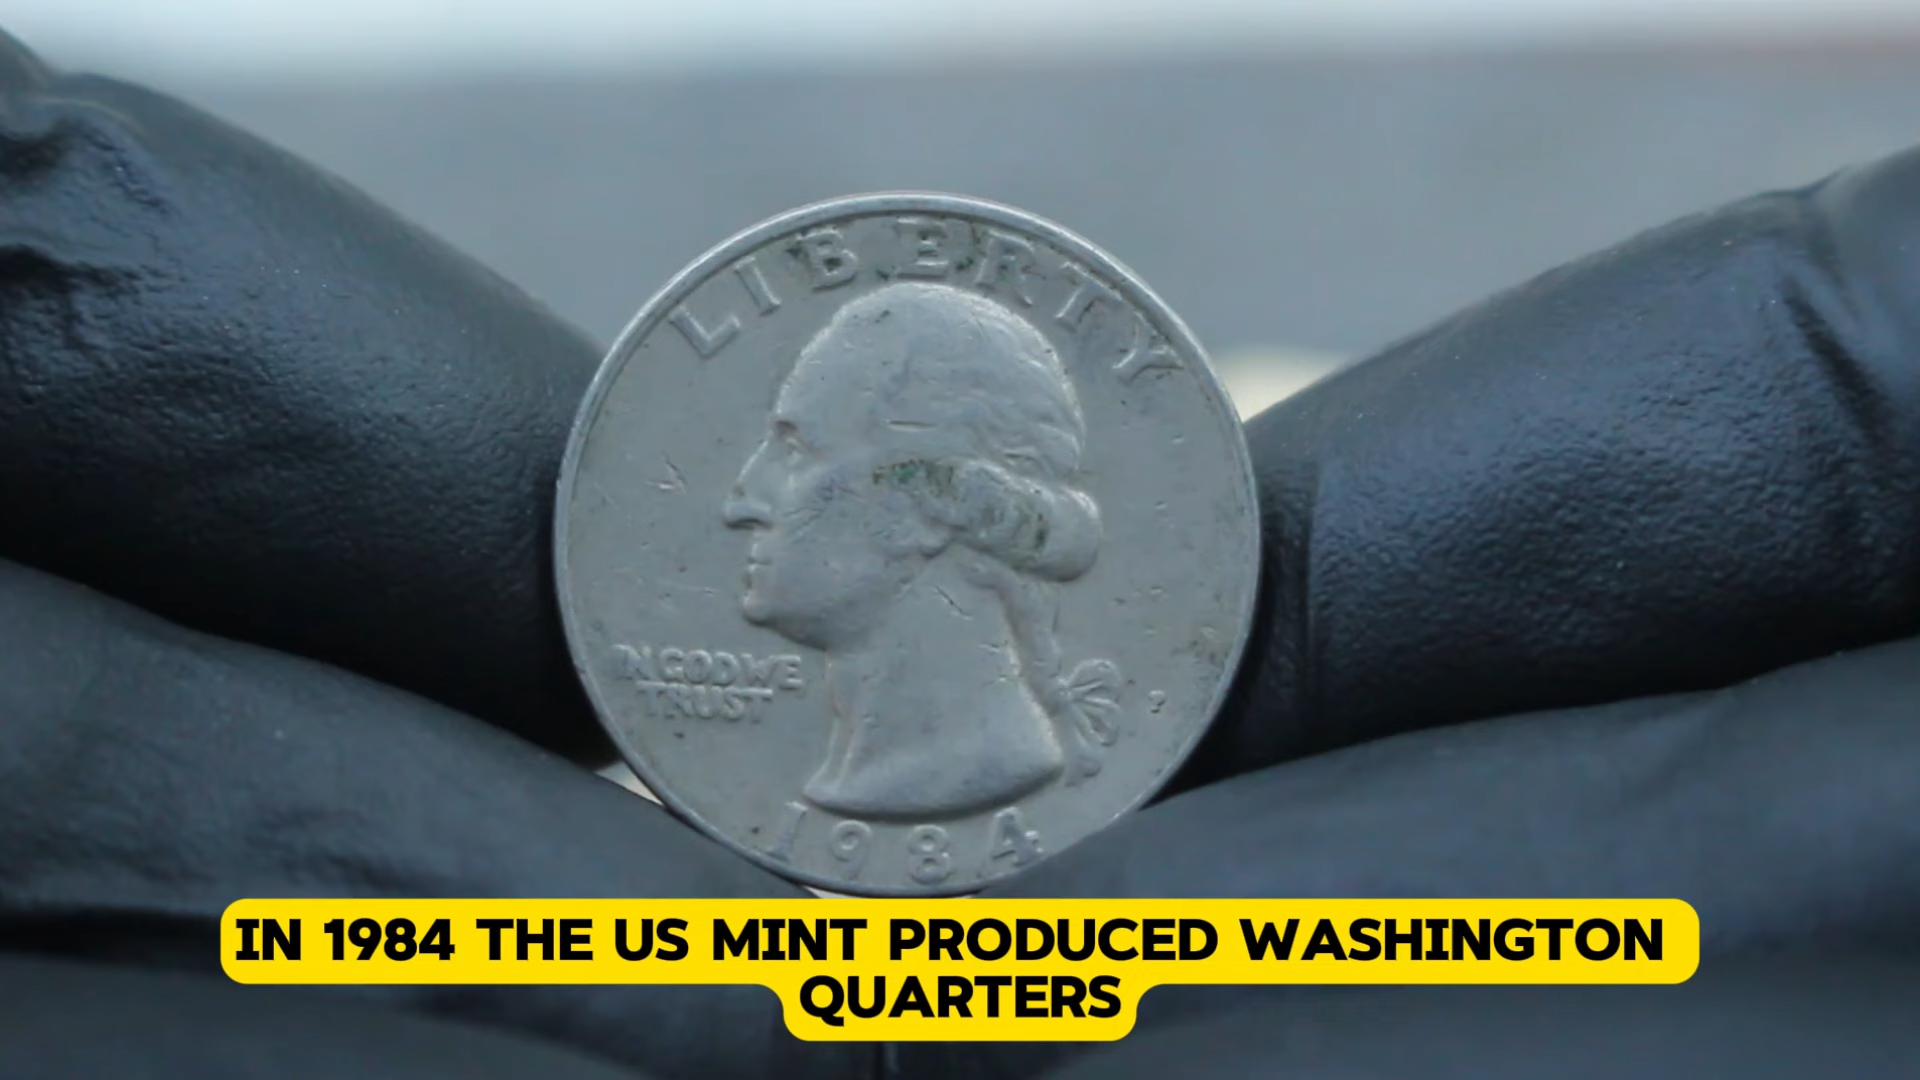 LIBERTY
IN GOD WE
TRUST
P
1984
IN 1984 THE US MINT PRODUCED WASHINGTON
QUARTERS